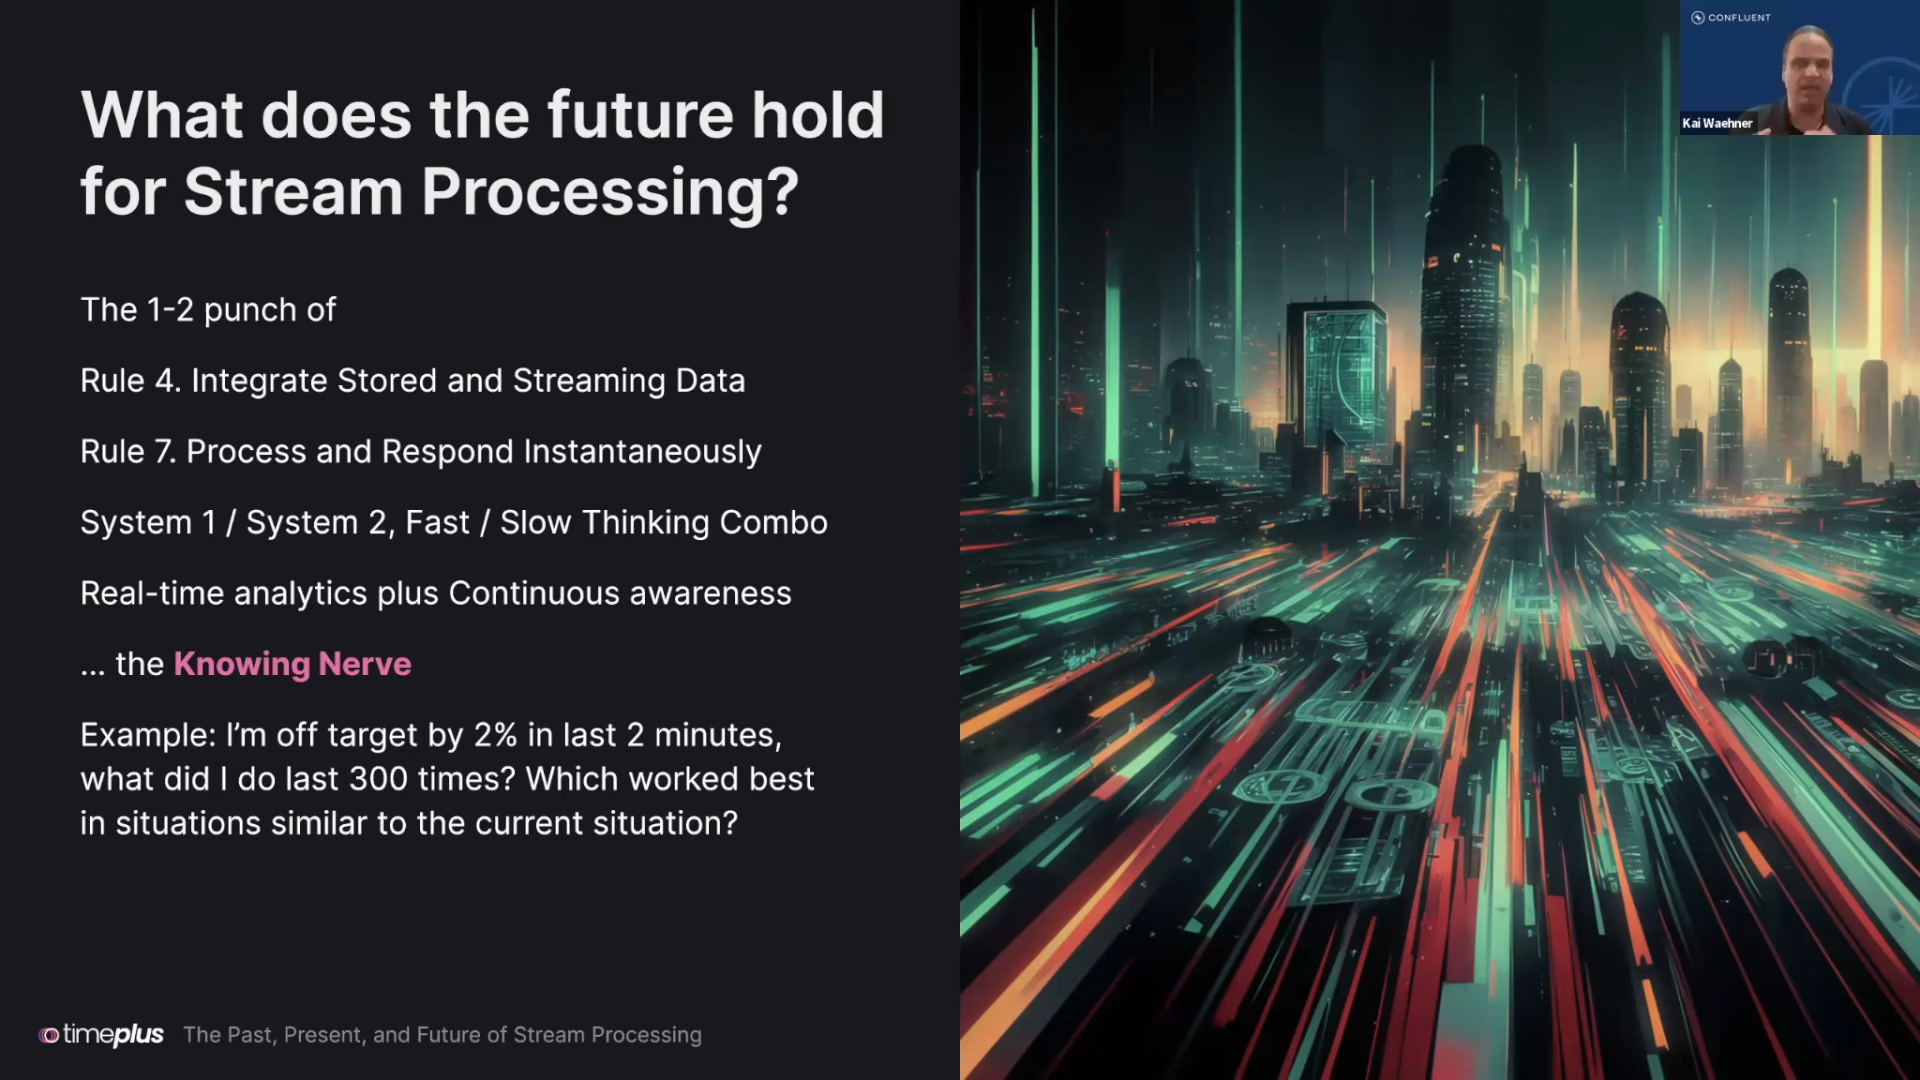 What does the future hold
for Stream Processing?
The 1-2 punch of
Rule 4. Integrate Stored and Streaming Data
Rule 7. Process and Respond Instantaneously
System 1 / System 2, Fast / Slow Thinking Combo
Real-time analytics plus Continuous awareness
... the Knowing Nerve
Example: I’m off target by 2% in last 2 minutes,
what did I do last 300 times? Which worked best
in situations similar to the current situation?
timeplus The Past, Present, and Future of Stream Processing
CONFLUENT
Kai Waehner